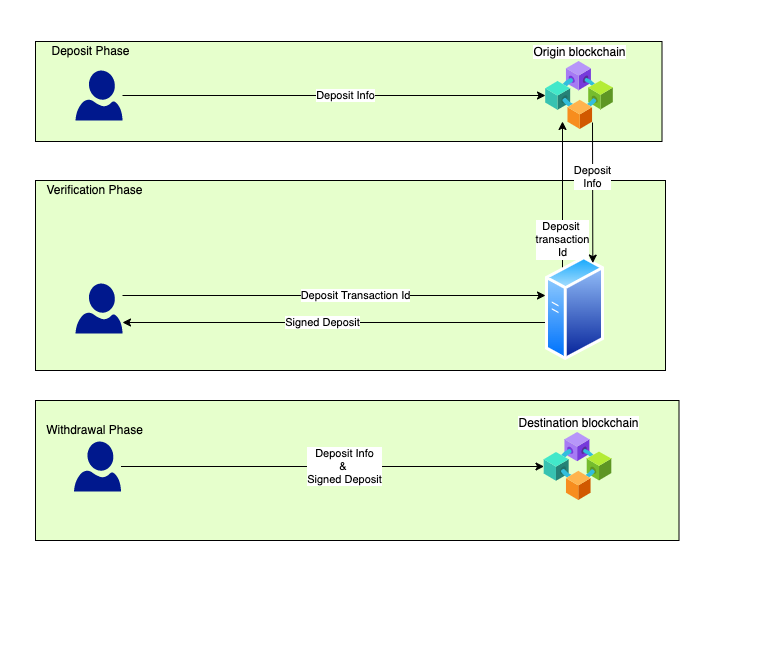 Deposit Phase
Origin blockchain
Deposit Info
Deposit
Info
Verification Phase
Deposit
transaction
Id
Deposit Transaction Id
Signed Deposit
Withdrawal Phase
Destination blockchain
Deposit Info
&
Signed Deposit